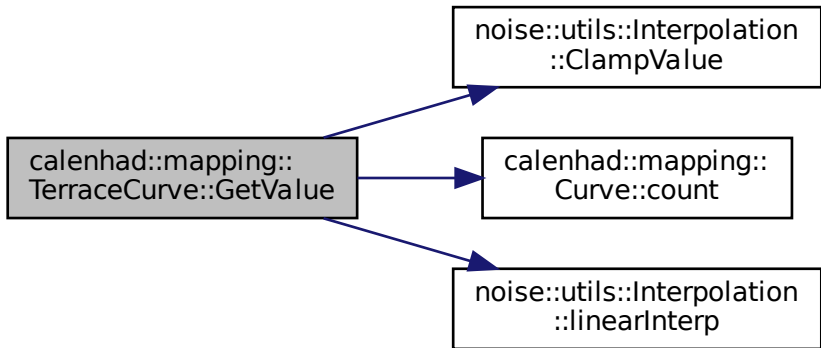 calenhad::mapping::
TerraceCurve::GetValue
noise::utils::Interpolation
::ClampValue
calenhad::mapping::
Curve::count
noise::utils::Interpolation
::linearInterp